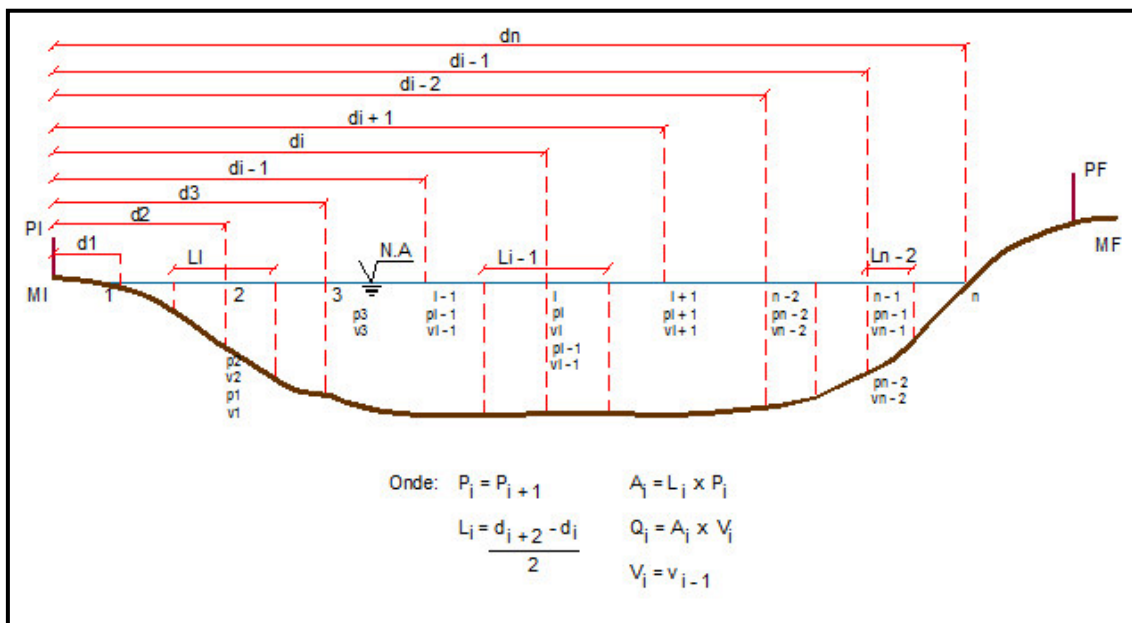 dn
di - 1
di - 2
di + 1
di
di - 1
d3
d2
d1
PI
PF
MI
MF
LI
N.A
Li - 1
Ln - 2
1
2
3
I - 1
I
I + 1
n - 2
n - 1
n
p3
v3
pI - 1
vI - 1
pI
vI
pI - 1
vI - 1
pI + 1
vI + 1
pn - 2
vn - 2
pn - 1
vn - 1
pn - 2
vn - 2
p2
v2
p1
v1
Onde: Pi = Pi + 1 Ai = Li x Pi
Li = di + 2 - di Qi = Ai x Vi
2
Vi = vi - 1